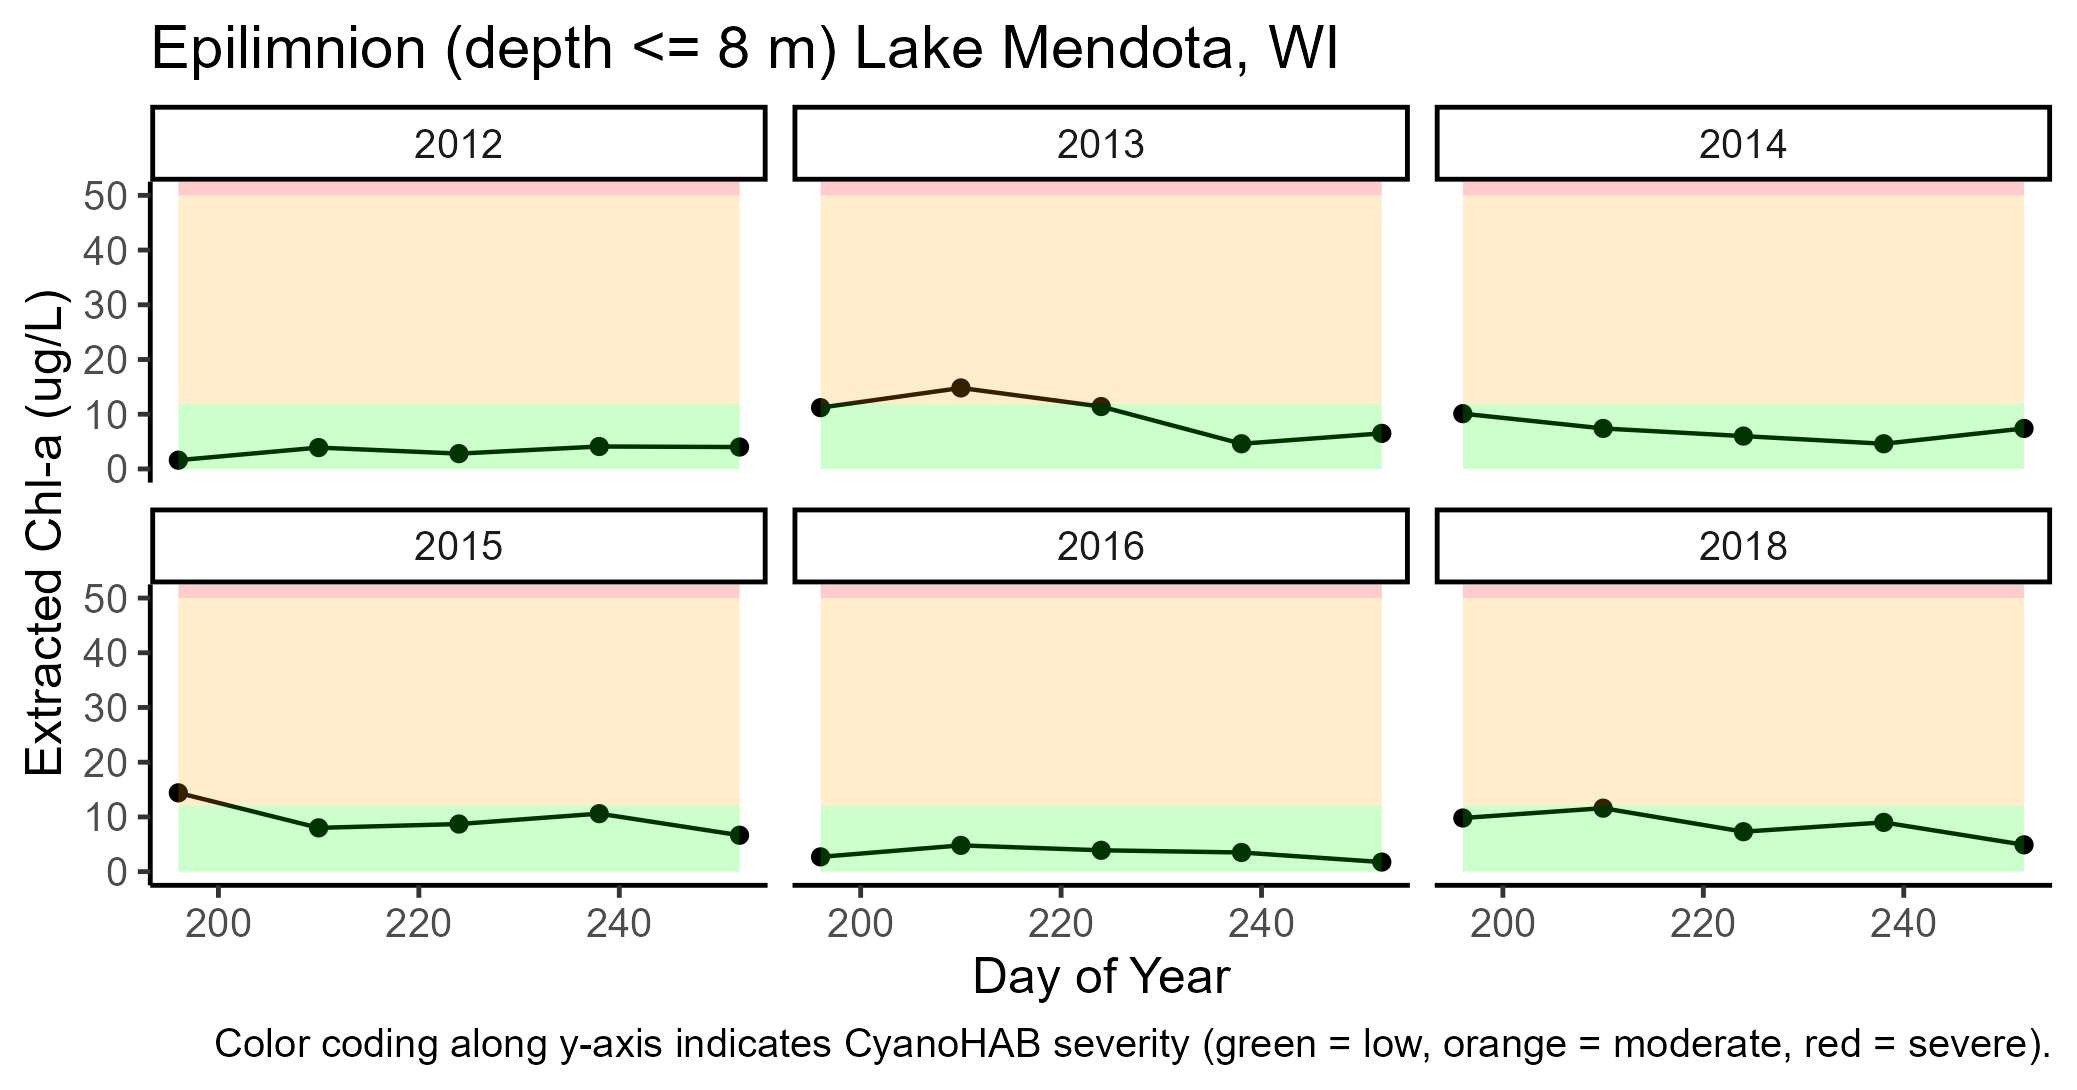 Epilimnion (depth <= 8 m) Lake Mendota, WI
2012 2013 2014
50
40
30
20
10
0
Extracted Chl-a (ug/L)
2015 2016 2018
50
40
30
20
10
0
200 220 240 200 220 240 200 220 240
Day of Year
Color coding along y-axis indicates CyanoHAB severity (green = low, orange = moderate, red = severe).